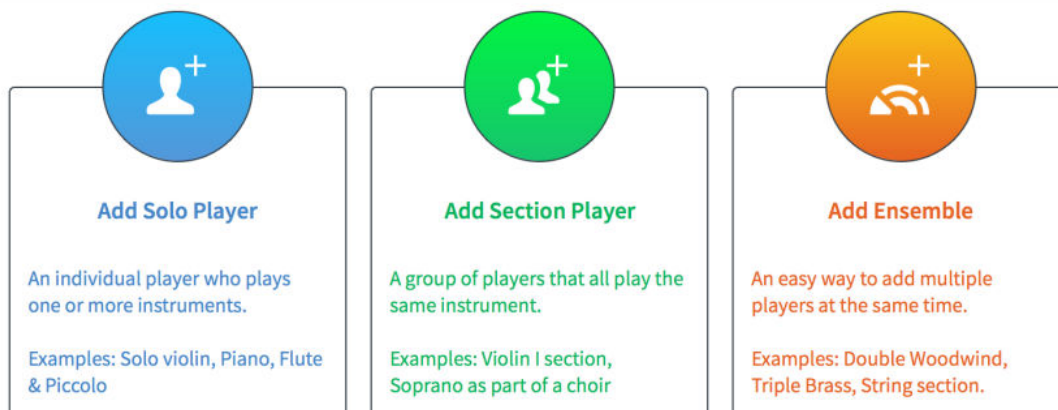 Add Solo Player
An individual player who plays
one or more instruments.
Examples: Solo violin, Piano, Flute
& Piccolo
Add Section Player
A group of players that all play the
same instrument.
Examples: Violin I section,
Soprano as part of a choir
Add Ensemble
An easy way to add multiple
players at the same time.
Examples: Double Woodwind,
Triple Brass, String section.